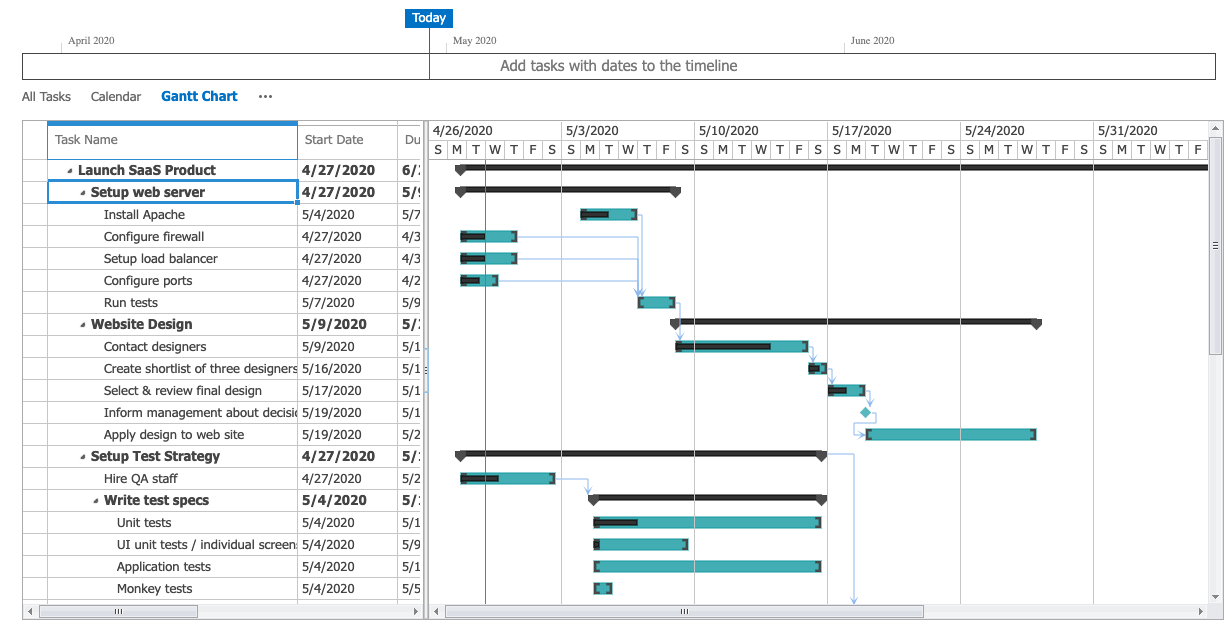 Today
April 2020 May 2020 June 2020
Add tasks with dates to the timeline
All Tasks Calendar Gantt Chart ...
4/26/2020 5/3/2020 5/10/2020 5/17/2020 5/24/2020 5/31/2020
Task Name Start Date Du
S M T W T F S S M T W T F S S M T W T F S S M T W T F S S M T W T F S S M T W T F
Launch SaaS Product 4/27/2020 6/
Setup web server 4/27/2020 5/9
Install Apache 5/4/2020 5/7
Configure firewall 4/27/2020 4/3
Setup load balancer 4/27/2020 4/3
Configure ports 4/27/2020 4/2
Run tests 5/7/2020 5/9
Website Design 5/9/2020 5/
Contact designers 5/9/2020 5/1
Create shortlist of three designers 5/16/2020 5/1
Select & review final design 5/17/2020 5/1
Inform management about decisi 5/19/2020 5/1
Apply design to web site 5/19/2020 5/2
Setup Test Strategy 4/27/2020 5/
Hire QA staff 4/27/2020 5/2
Write test specs 5/4/2020 5/
Unit tests 5/4/2020 5/1
UI unit tests / individual screen 5/4/2020 5/9
Application tests 5/4/2020 5/1
Monkey tests 5/4/2020 5/5